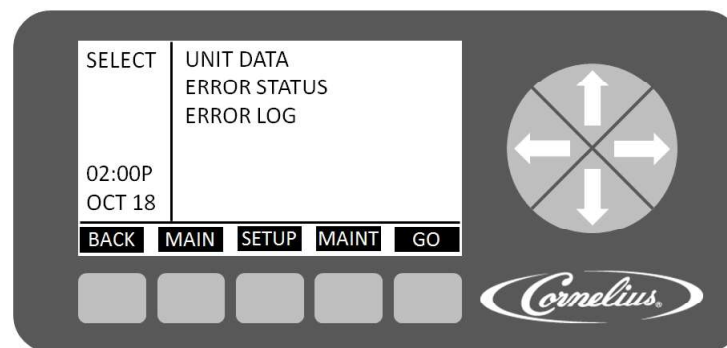 SELECT
UNIT DATA
ERROR STATUS
ERROR LOG
02:00P
OCT 18
BACK MAIN SETUP MAINT GO
Cornelius®